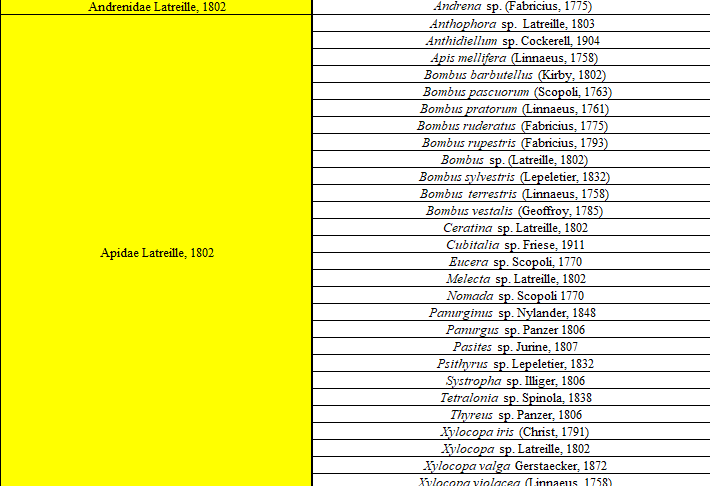 Andrenidae Latreille, 1802
Andrena sp. (Fabricius, 1775)
Apidae Latreille, 1802
Anthophora sp. Latreille, 1803
Anthidiellum sp. Cockerell, 1904
Apis mellifera (Linnaeus, 1758)
Bombus barbutellus (Kirby, 1802)
Bombus pascuorum (Scopoli, 1763)
Bombus pratorum (Linnaeus, 1761)
Bombus ruderatus (Fabricius, 1775)
Bombus rupestris (Fabricius, 1793)
Bombus sp. (Latreille, 1802)
Bombus sylvestris (Lepeletier, 1832)
Bombus terrestris (Linnaeus, 1758)
Bombus vestalis (Geoffroy, 1785)
Ceratina sp. Latreille, 1802
Cubitalia sp. Friese, 1911
Eucera sp. Scopoli, 1770
Melecta sp. Latreille, 1802
Nomada sp. Scopoli 1770
Panurginus sp. Nylander, 1848
Panurgus sp. Panzer 1806
Pasites sp. Jurine, 1807
Psithyrus sp. Lepeletier, 1832
Systropha sp. Illiger, 1806
Tetralonia sp. Spinola, 1838
Thyreus sp. Panzer, 1806
Xylocopa iris (Christ, 1791)
Xylocopa sp. Latreille, 1802
Xylocopa valga Gerstaecker, 1872
Xylocopa violacea (Linnaeus, 1758)